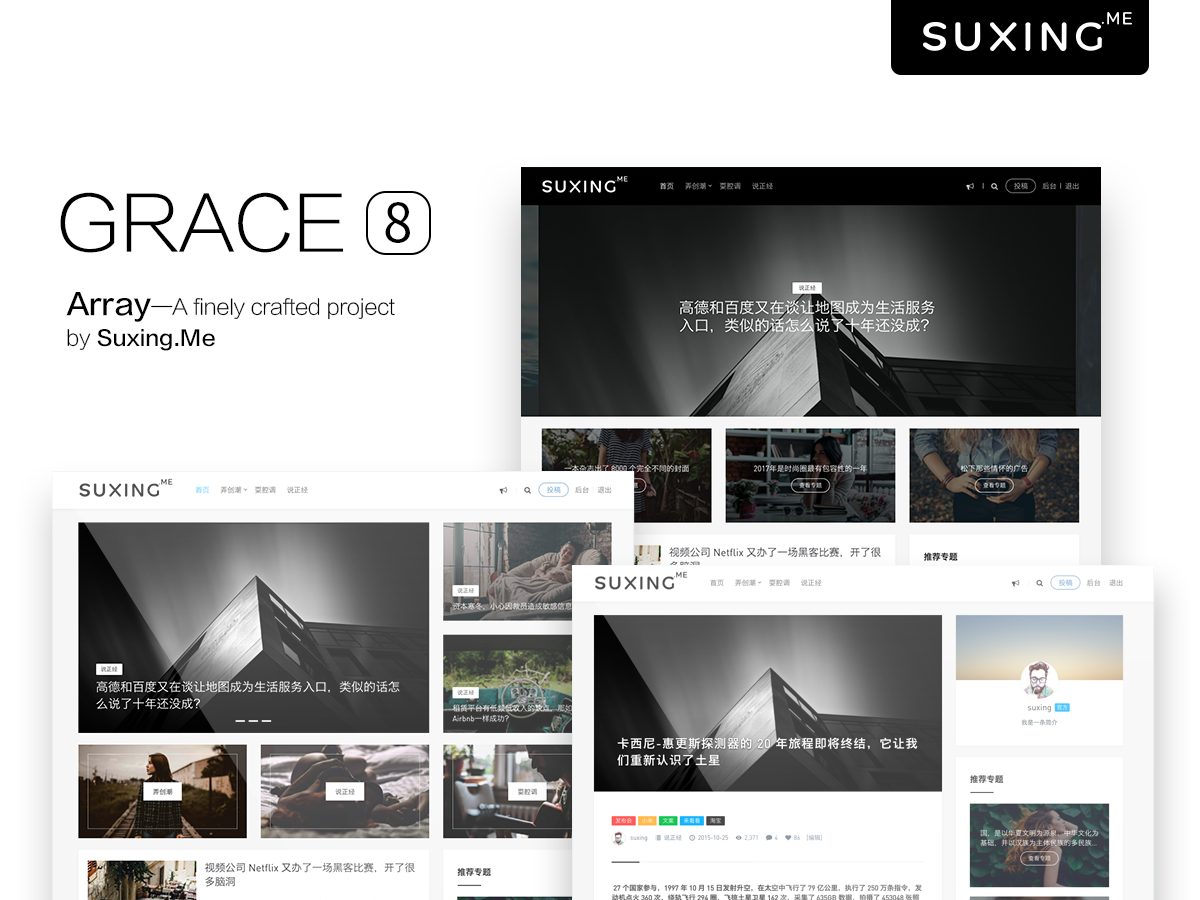 SUXING.ME
GRACE 8
Array—A finely crafted project
by Suxing.Me
SUXING ME
首页 弄创潮 耍腔调 说正经
投稿 后台 退出
说正经
高德和百度又在谈让地图成为生活服务
入口，类似的话怎么说了十年还没成？
一本杂志出了 8000 个完全不同的封面
2017年是时尚圈最有包容性的一年
查看专题
松下那些情怀的广告
查看专题
视频公司 Netflix 又办了一场黑客比赛，开了很
多脑洞
推荐专题
SUXING ME
首页 弄创潮 耍腔调 说正经
投稿 后台 退出
说正经
高德和百度又在谈让地图成为生活服务入口，类似的话怎
么说了十年还没成？
说正经
资本寒冬，小心因裁员造成敏感信息
说正经
Airbnb一样成功？
弄创潮
说正经
耍腔调
视频公司 Netflix 又办了一场黑客比赛，开了很
多脑洞
推荐专题
SUXING ME
首页 弄创潮 耍腔调 说正经
投稿 后台 退出
卡西尼-惠更斯探测器的 20 年旅程即将终结，它让我
们重新认识了土星
发布会 文案 淘宝
suxing 说正经 2015-10-25 2,371 4 86 [编辑]
27 个国家参与，1997 年 10 月 15 日发射升空，在太空中飞行了 79 亿公里，执行了 250 万条指令，发
动机点火 360 次，绕轨飞行 294 圈，飞掠土星卫星 162 次，采集了 635GB 数据，拍摄了 453048 张照
suxing 官方
我是一条简介
推荐专题
国，是以华夏文明为源泉、中华文化为
基础，并以汉族为主体民族的多民族...
查看专题